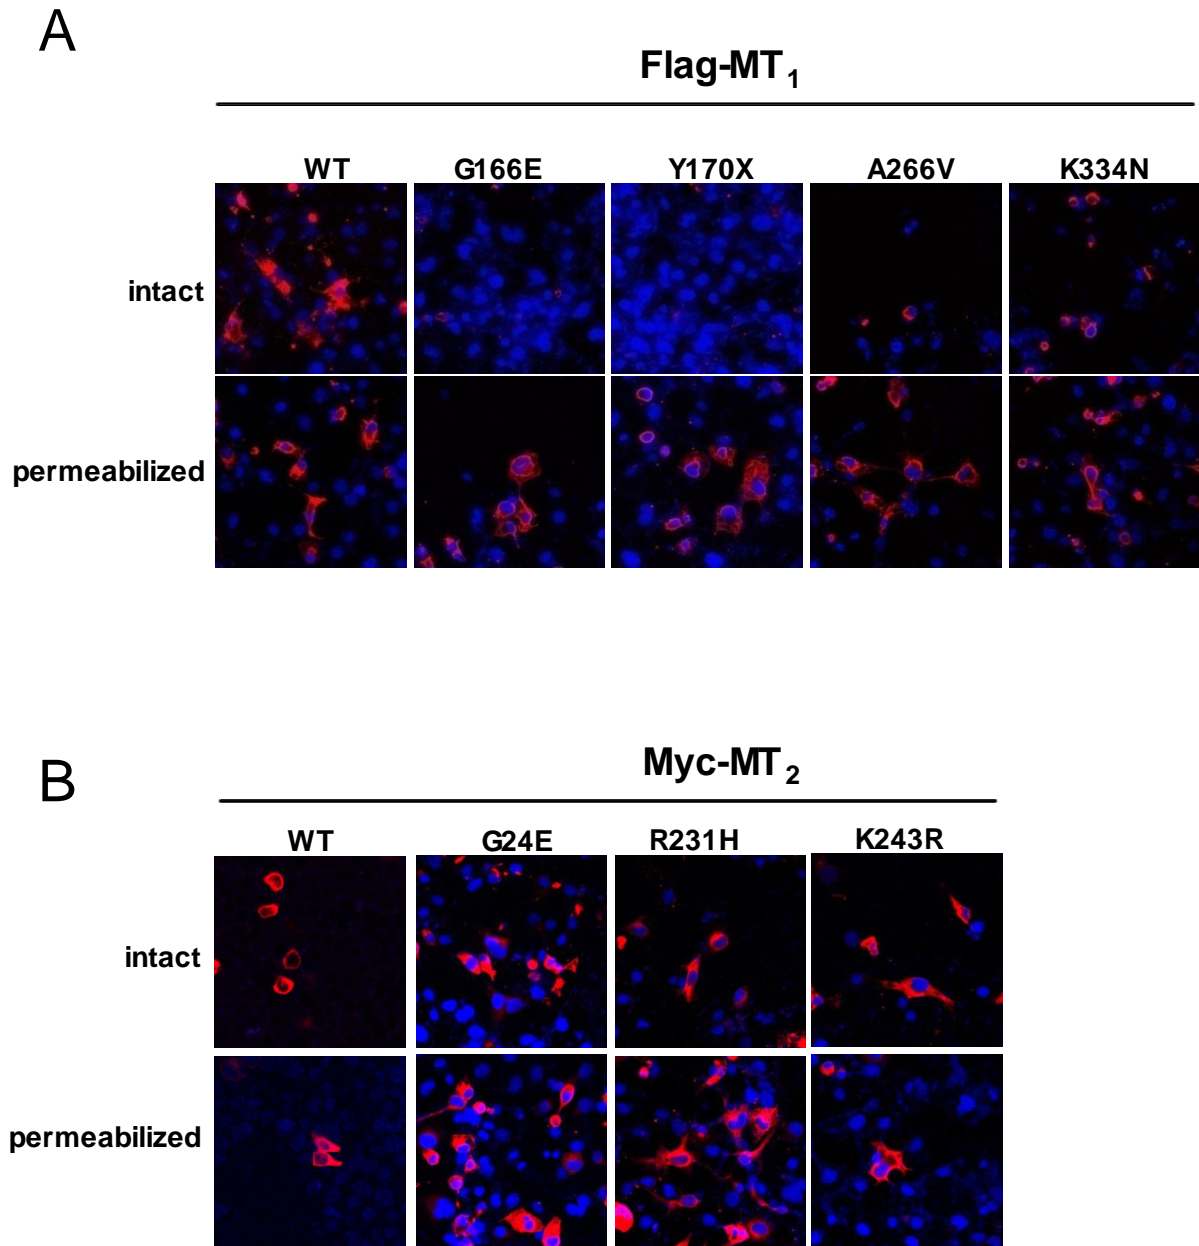 A
Flag-MT1
WT G166E Y170X A266V K334N
intact
permeabilized
B
Myc-MT2
WT G24E R231H K243R
intact
permeabilized